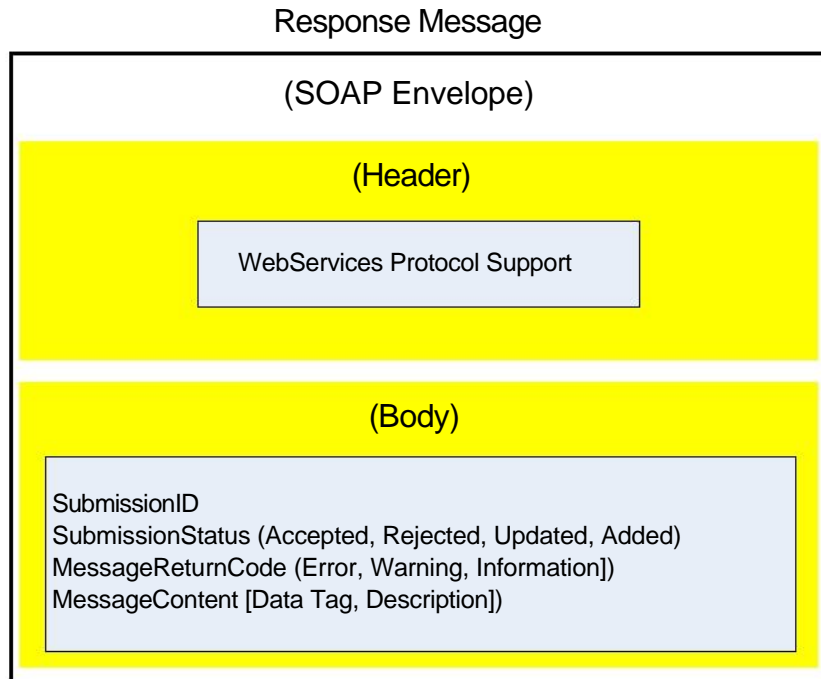 Response Message
(SOAP Envelope)
(Header)
WebServices Protocol Support
(Body)
SubmissionID
SubmissionStatus (Accepted, Rejected, Updated, Added)
MessageReturnCode (Error, Warning, Information])
MessageContent [Data Tag, Description])